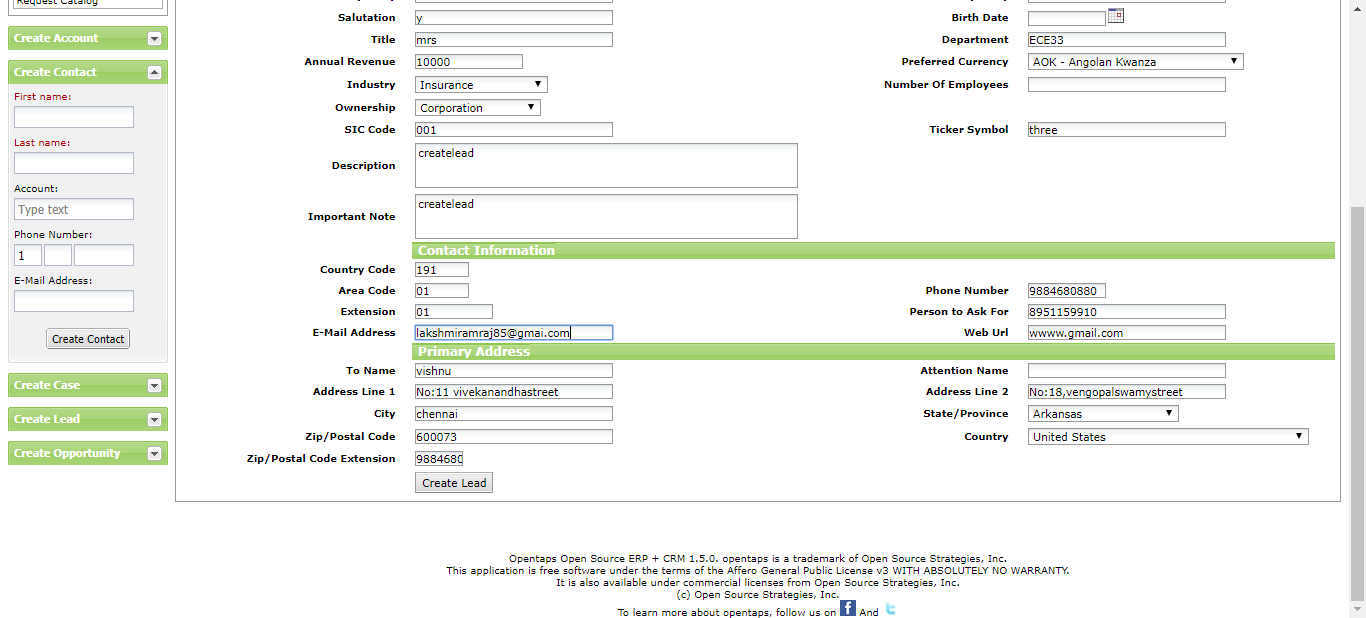 Request Catalog
Create Account
Create Contact
First name:
Last name:
Account:
Type text
Phone Number:
1
E-Mail Address:
Create Contact
Create Case
Create Lead
Create Opportunity
Salutation y Birth Date
Title mrs Department ECE33
Annual Revenue 10000 Preferred Currency AOK - Angolan Kwanza
Industry Insurance Number Of Employees
Ownership Corporation
SIC Code 001 Ticker Symbol three
Description createlead
Important Note createlead
Contact Information
Country Code 191
Area Code 01 Phone Number 9884680880
Extension 01 Person to Ask For 8951159910
E-Mail Address lakshmiramraj85@gmai.com Web Url wwww.gmail.com
Primary Address
To Name vishnu Attention Name
Address Line 1 No:11 vivekanandhastreet Address Line 2 No:18,vengopalswamystreet
City chennai State/Province Arkansas
Zip/Postal Code 600073 Country United States
Zip/Postal Code Extension 9884680
Create Lead
Opentaps Open Source ERP + CRM 1.5.0. opentaps is a trademark of Open Source Strategies, Inc.
This application is free software under the terms of the Affero General Public License v3 WITH ABSOLUTELY NO WARRANTY.
It is also available under commercial licenses from Open Source Strategies, Inc.
(c) Open Source Strategies, Inc.
To learn more about opentaps, follow us on f And t